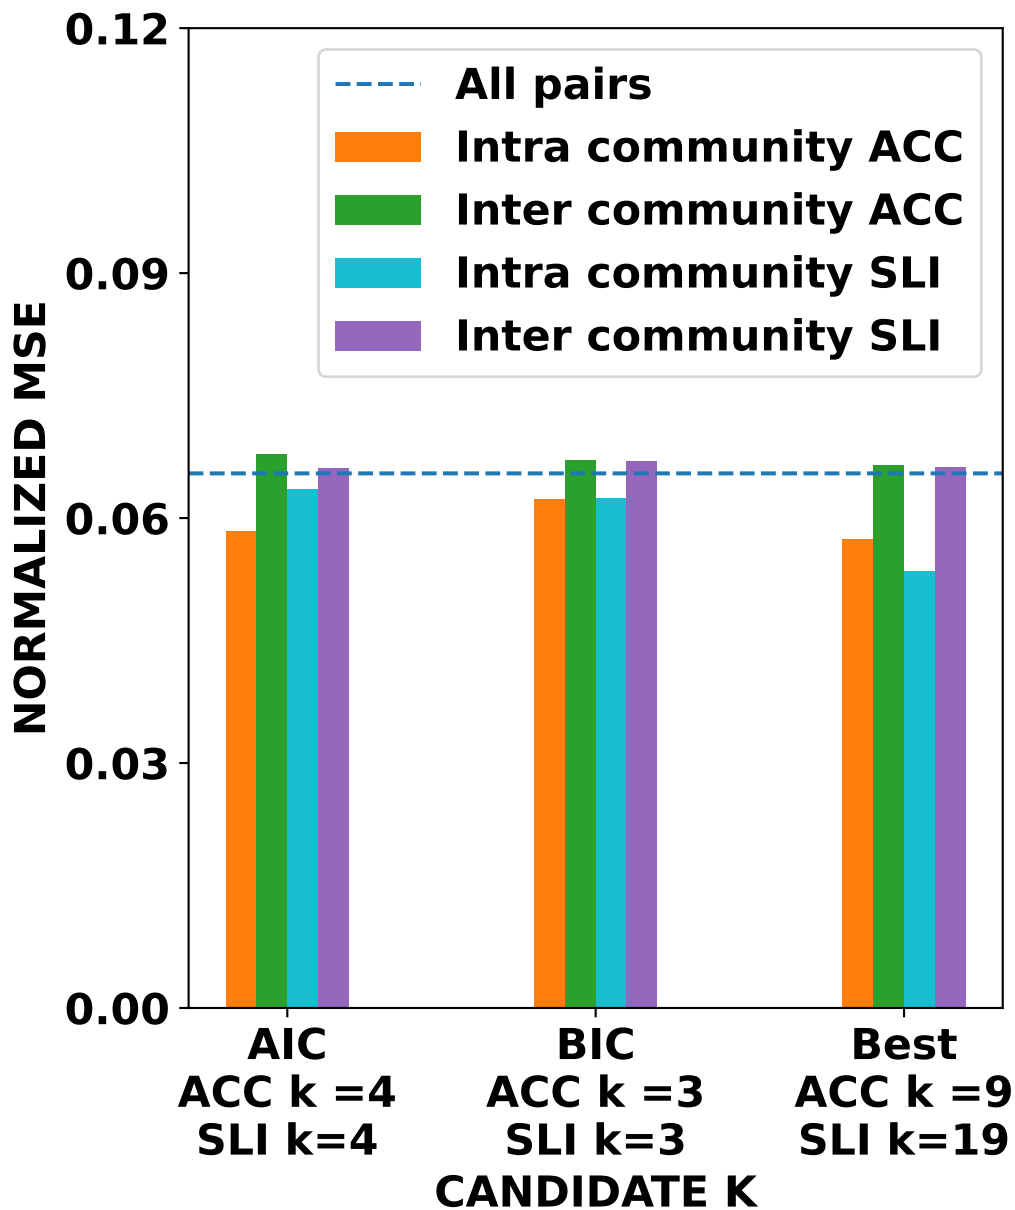 0.12
0.09
0.06
0.03
0.00
NORMALIZED MSE
All pairs
Intra community ACC
Inter community ACC
Intra community SLI
Inter community SLI
AIC
ACC k =4
SLI k=4
BIC
ACC k =3
SLI k=3
Best
ACC k =9
SLI k=19
CANDIDATE K